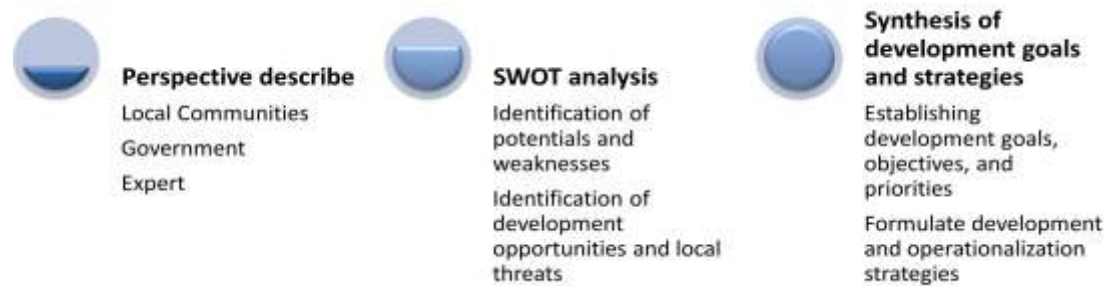 Perspective describe
Local Communities
Government
Expert
SWOT analysis
Identification of
potentials and
weaknesses
Identification of
development
opportunities and local
threats
Synthesis of
development goals
and strategies
Establishing
development goals,
objectives, and
priorities
Formulate development
and operationalization
strategies